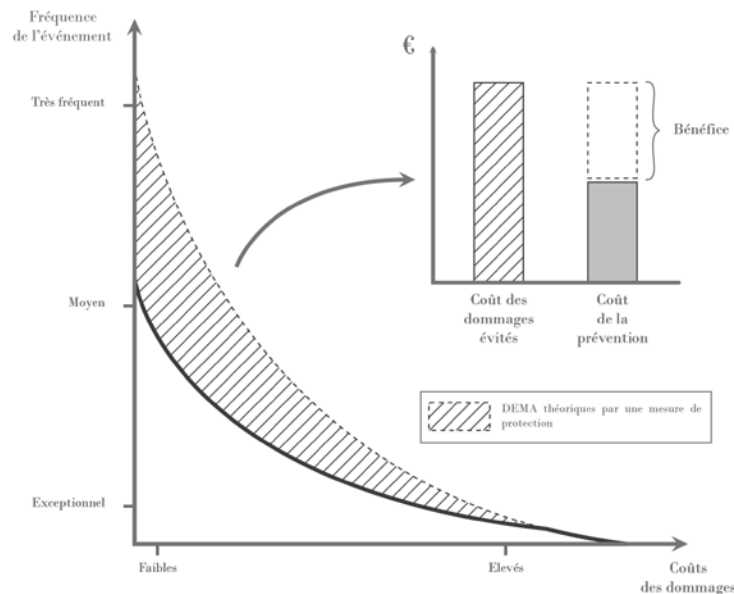 Fréquence
de l'événement
Très fréquent
Moyen
Exceptionnel
Faibles
Elevés
Coûts
des dommages
€
Bénéfice
Coût des
dommages
évités
Coût
de la
prévention
DEMA théoriques par une mesure de
protection